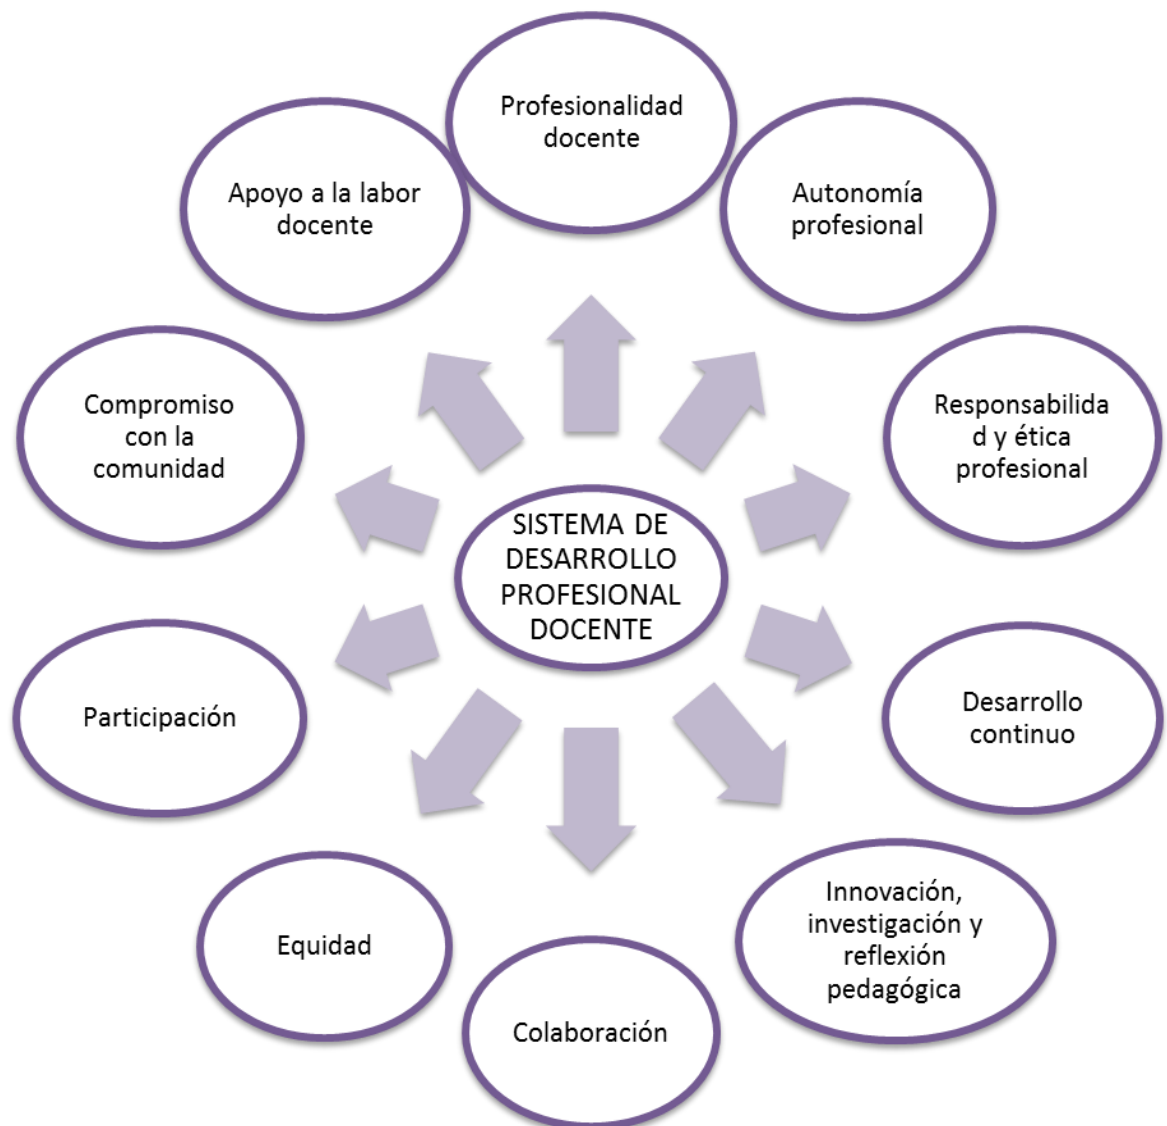 Profesionalidad
docente
Autonomía
profesional
Responsabilida
d y ética
profesional
Desarrollo
continuo
Innovación,
investigación y
reflexión
pedagógica
Colaboración
Equidad
Participación
Compromiso
con la
comunidad
Apoyo a la labor
docente
SISTEMA DE
DESARROLLO
PROFESIONAL
DOCENTE